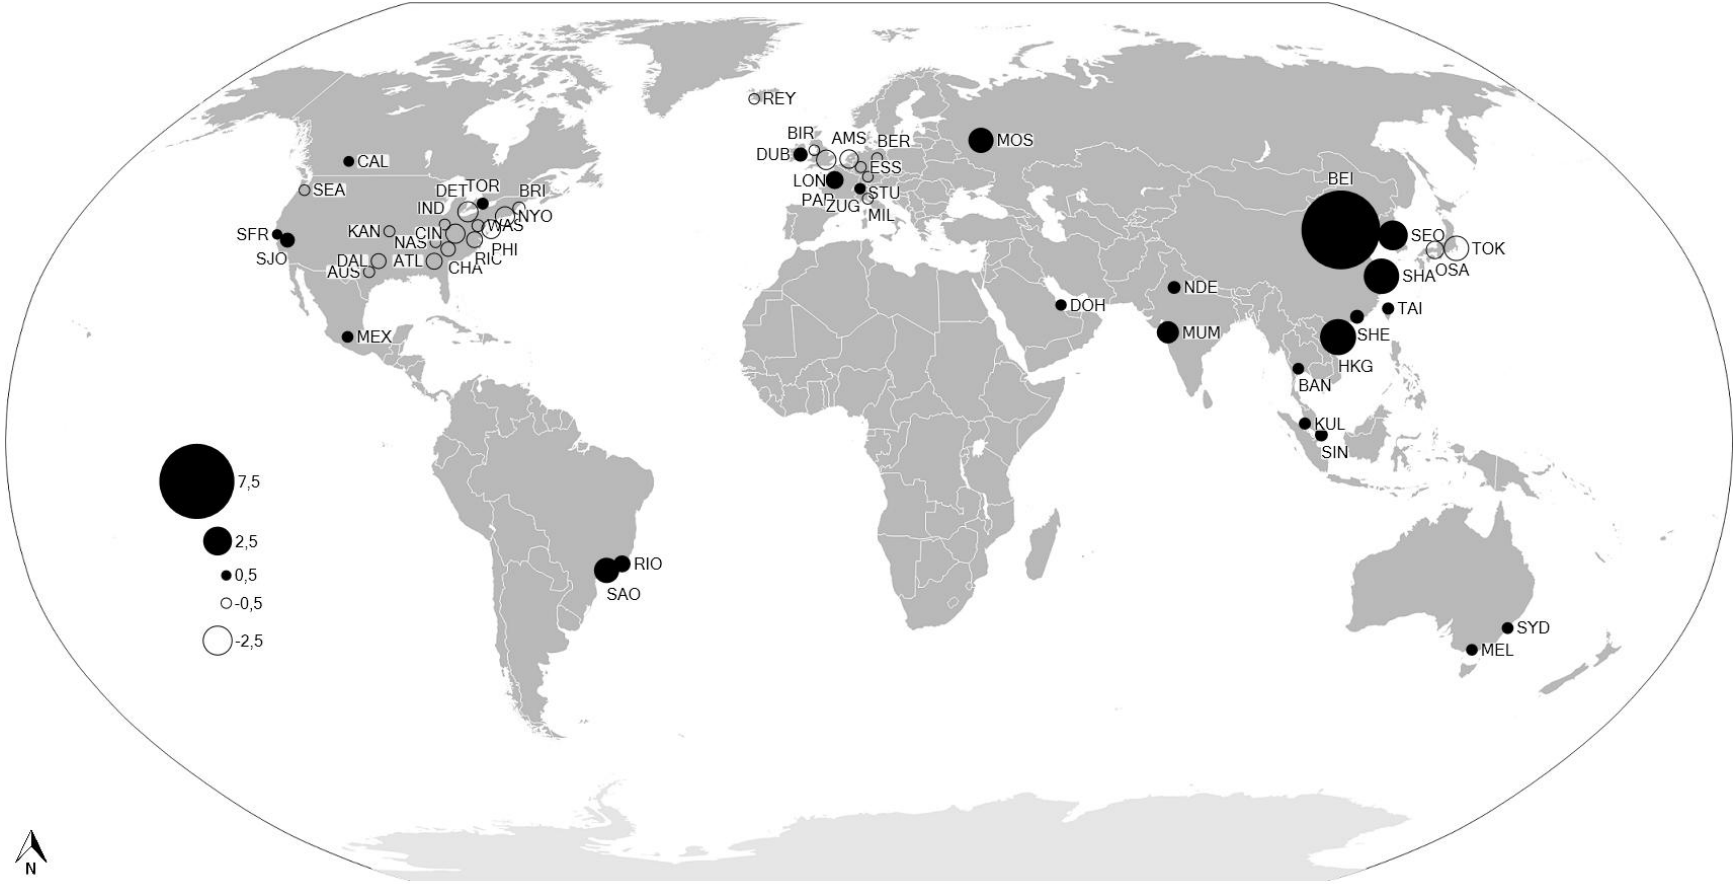 REY
BIR
AMS
BER
DUB
ESS
MOS
CAL
LON
STU
PAR
ZUG
MIL
BEI
SEA
DET
TOR
BRI
IND
NYO
KAN
CIN
WAS
NAS
PHI
SFR
SJO
DAL
ATL
RIC
CHA
AUS
SEO
TOK
OSA
SHA
NDE
DOH
TAI
MEX
MUM
SHE
HKG
BAN
KUL
SIN
7,5
2,5
0,5
-0,5
-2,5
RIO
SAO
SYD
MEL
N